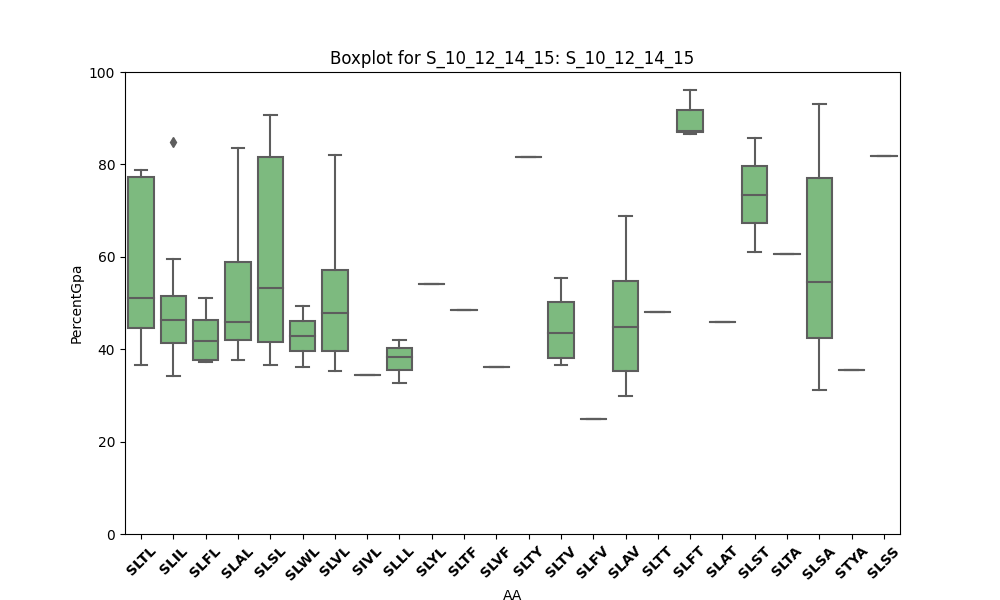 Boxplot for S_10_12_14_15: S_10_12_14_15
100
80
60
40
20
0
PercentGpa
SLTL SLIL SLFL SLAL SLSL SLWL SLVL SIVL SLLL SLYL SLTF SLVF SLTY SLTV SLFV SLAV SLTT SLFT SLAT SLST SLTA SLSA STYA SLSS
AA